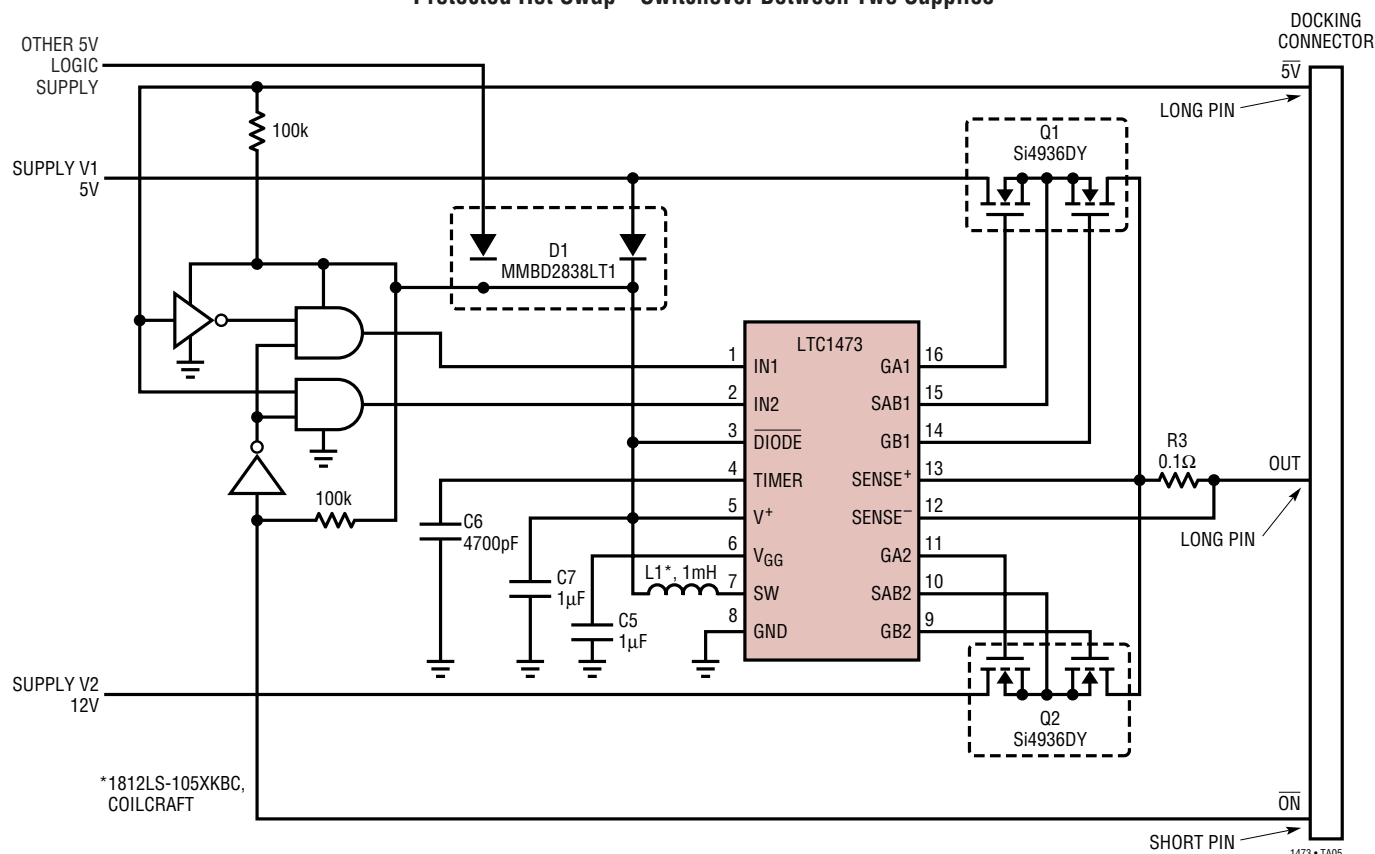 Protected Hot Swap™ Switchover Between Two Supplies
DOCKING
CONNECTOR
OTHER 5V
LOGIC
SUPPLY
5̅V̅
LONG PIN
100k
Q1
Si4936DY
SUPPLY V1
5V
D1
MMBD2838LT1
LTC1473
1 IN1 GA1 16
2 IN2 SAB1 15
3 D̅I̅O̅D̅E̅ GB1 14
4 TIMER SENSE⁺ 13
5 V⁺ SENSE⁻ 12
6 VGG GA2 11
7 SW SAB2 10
8 GND GB2 9
R3
0.1Ω
OUT
LONG PIN
100k
C6
4700pF
C7
1µF
L1*, 1mH
C5
1µF
SUPPLY V2
12V
Q2
Si4936DY
*1812LS-105XKBC,
COILCRAFT
O̅N̅
SHORT PIN
1473 • TA05